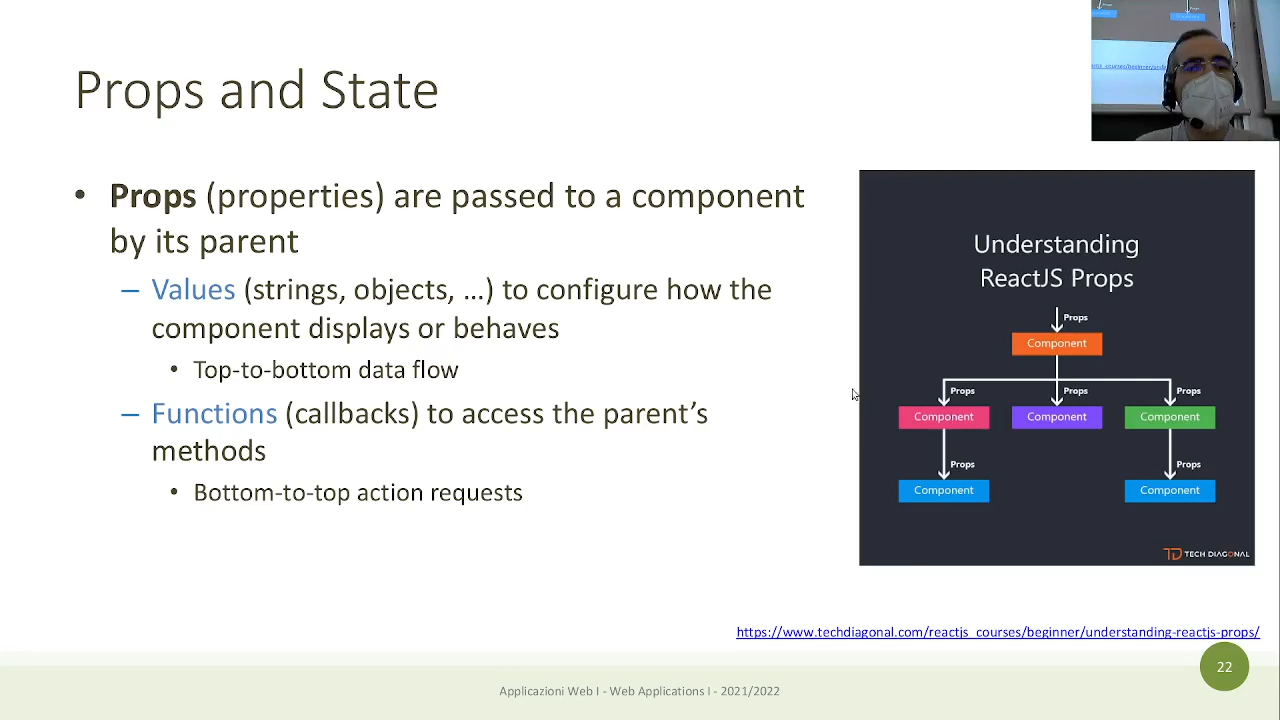 Props and State
• Props (properties) are passed to a component
by its parent
– Values (strings, objects, …) to configure how the
component displays or behaves
• Top-to-bottom data flow
– Functions (callbacks) to access the parent's
methods
• Bottom-to-top action requests
Understanding
ReactJS Props
Props
Component
Props
Props
Props
Component
Component
Component
Props
Props
Component
Component
TECH DIAGONAL
https://www.techdiagonal.com/reactjs_courses/beginner/understanding-reactjs-props/
22
Applicazioni Web I - Web Applications I - 2021/2022